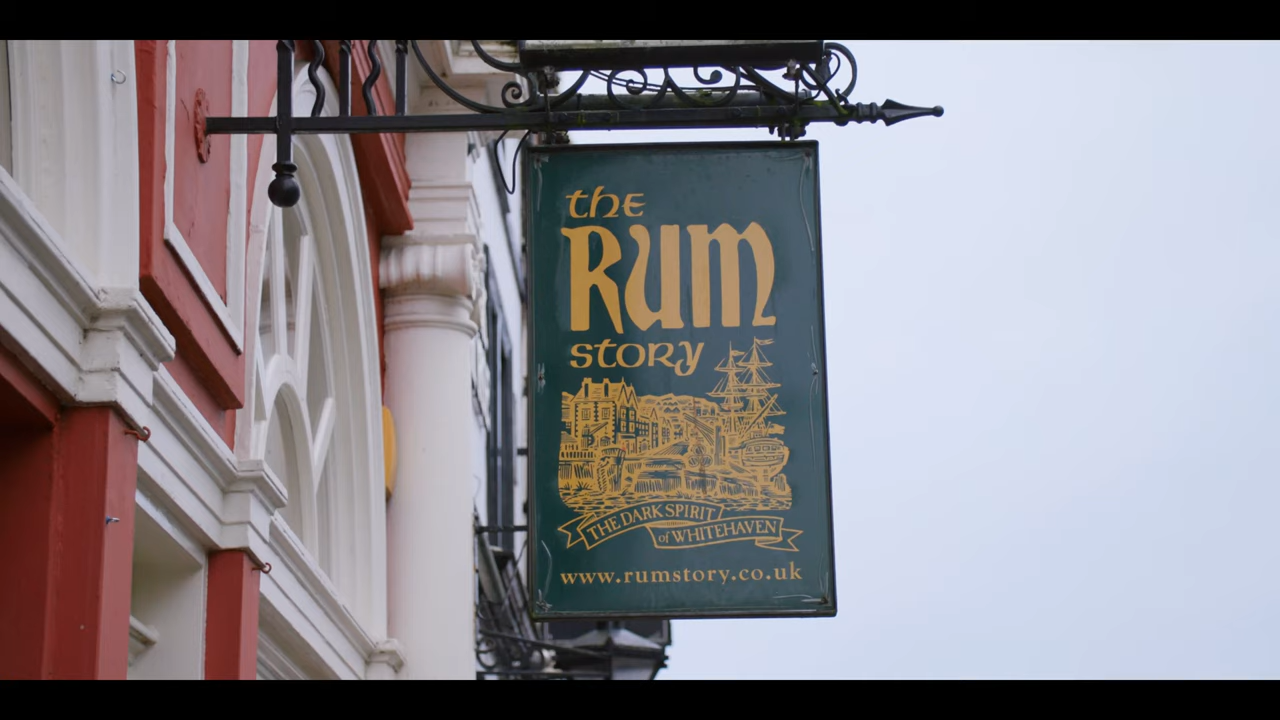 the
RUM
story
THE DARK SPIRIT
of WHITEHAVEN
www.rumstory.co.uk